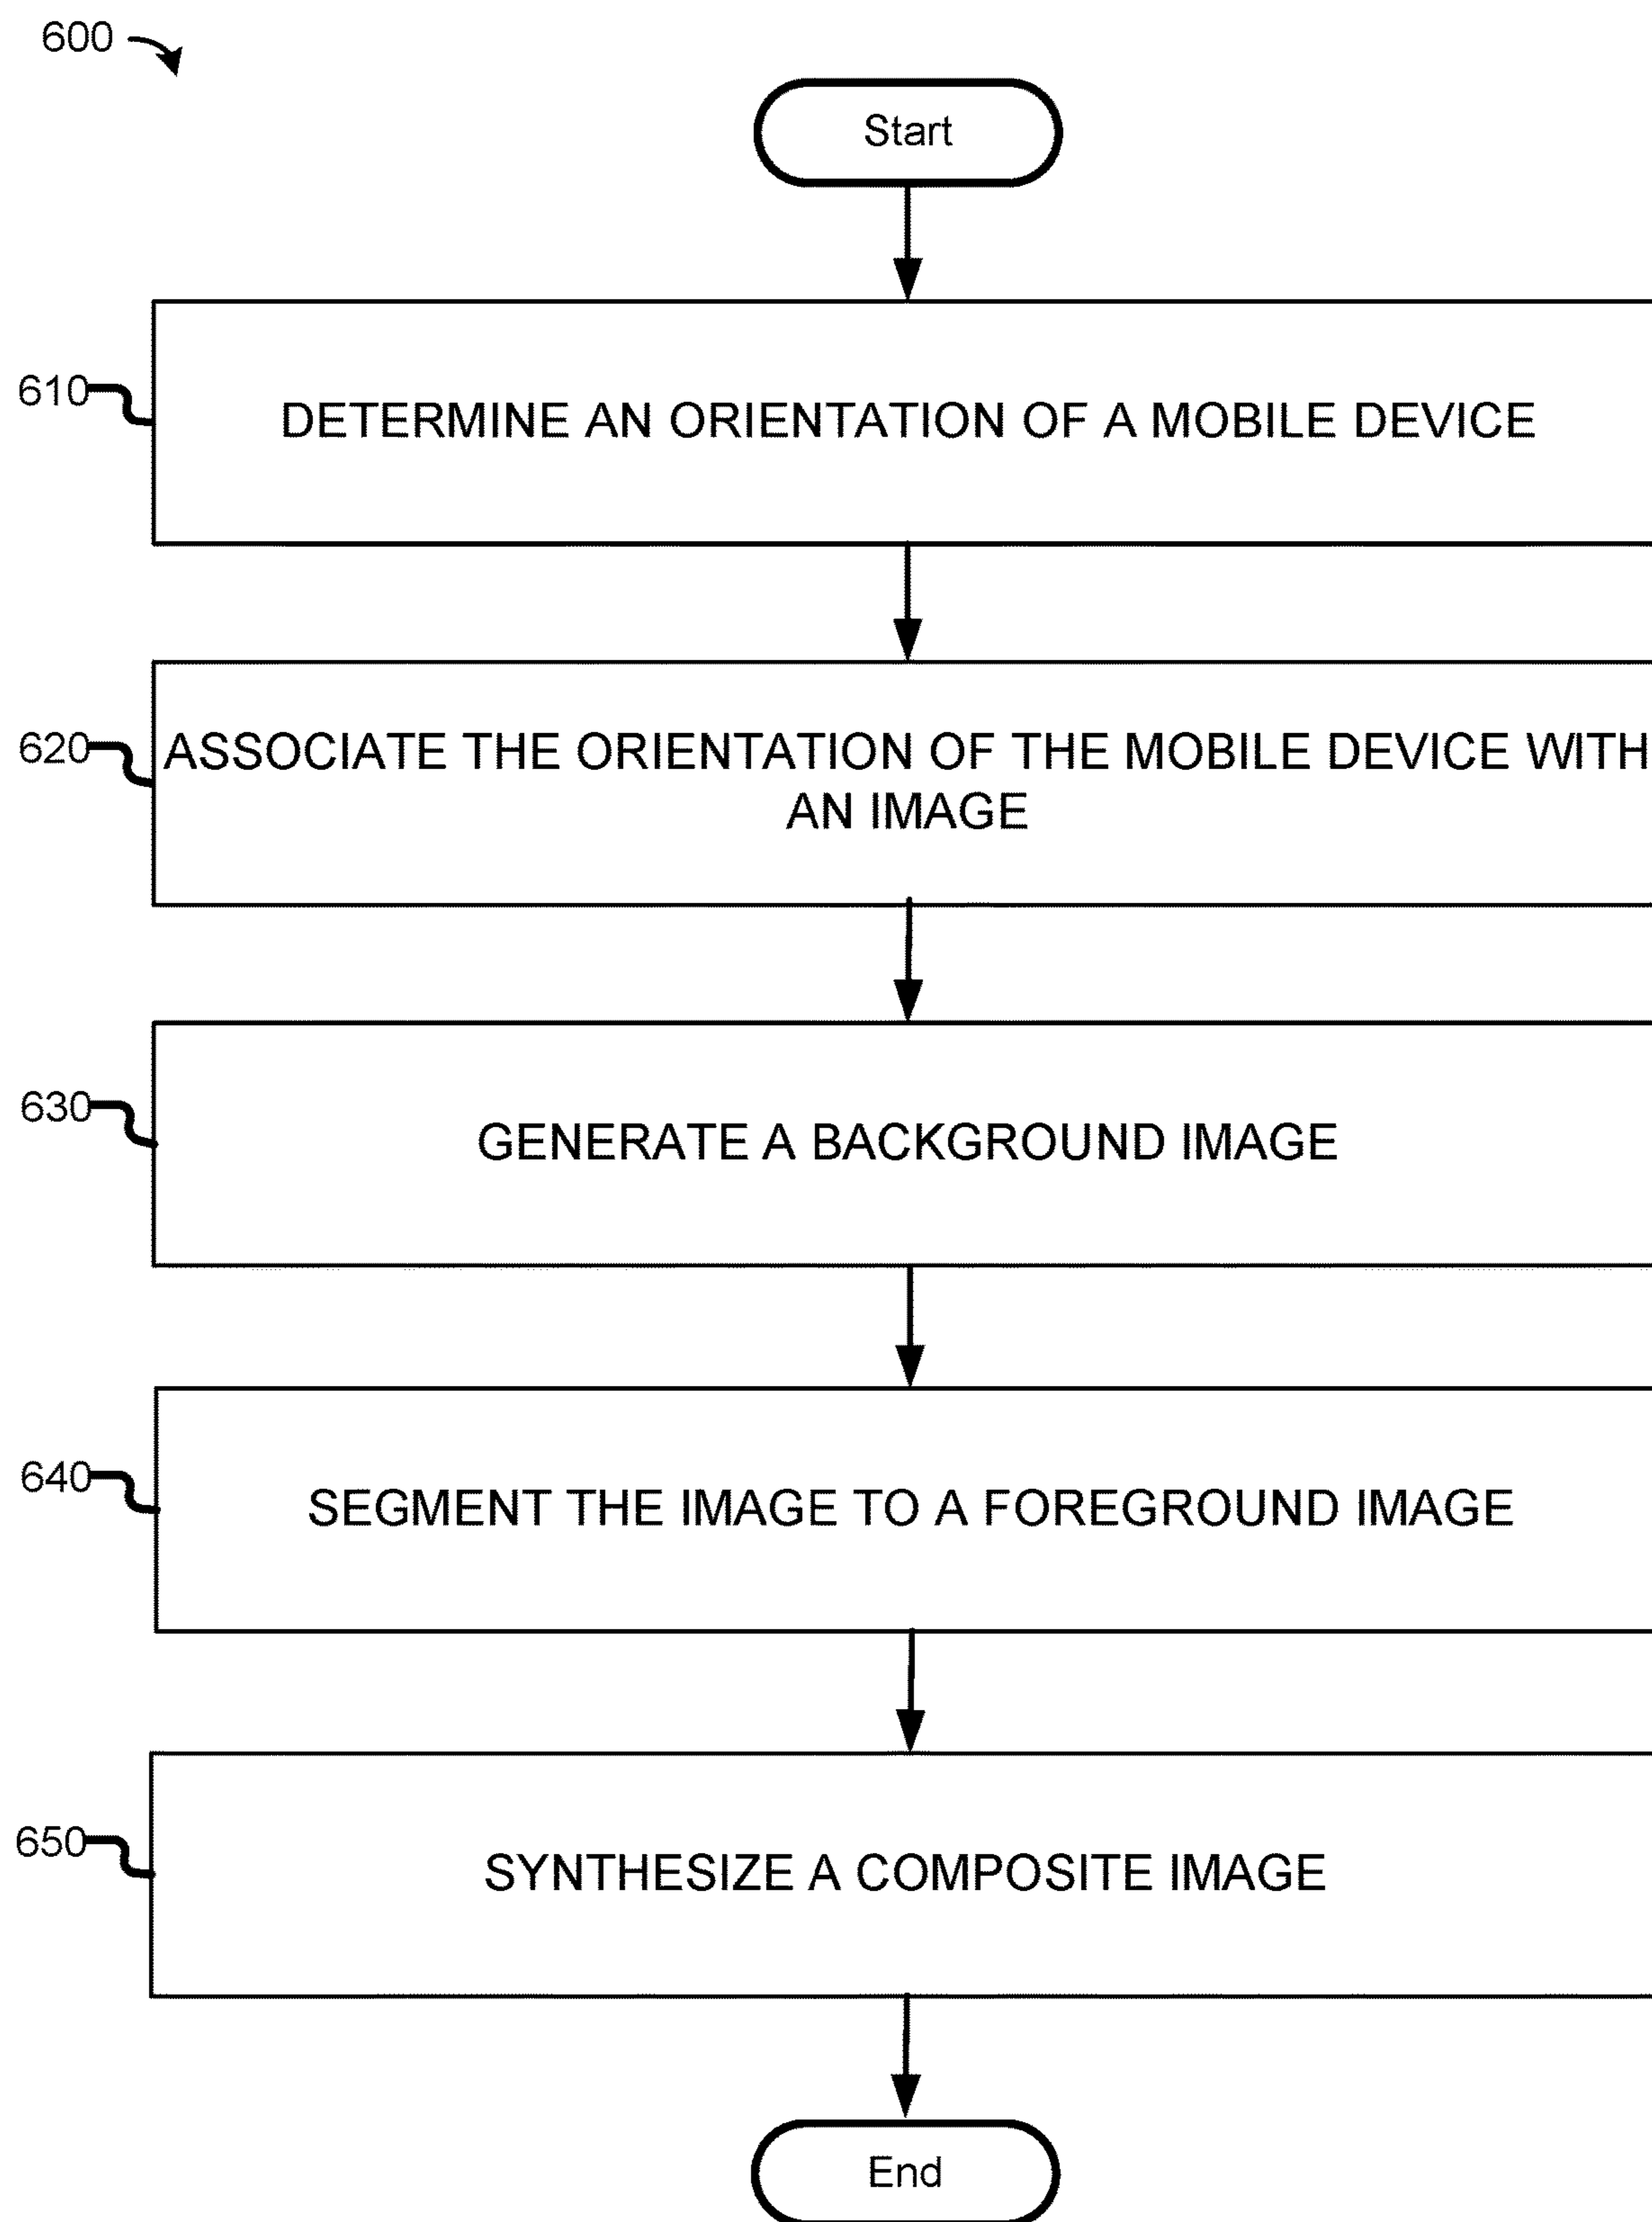 600
Start
610
DETERMINE AN ORIENTATION OF A MOBILE DEVICE
620
ASSOCIATE THE ORIENTATION OF THE MOBILE DEVICE WITH
AN IMAGE
630
GENERATE A BACKGROUND IMAGE
640
SEGMENT THE IMAGE TO A FOREGROUND IMAGE
650
SYNTHESIZE A COMPOSITE IMAGE
End